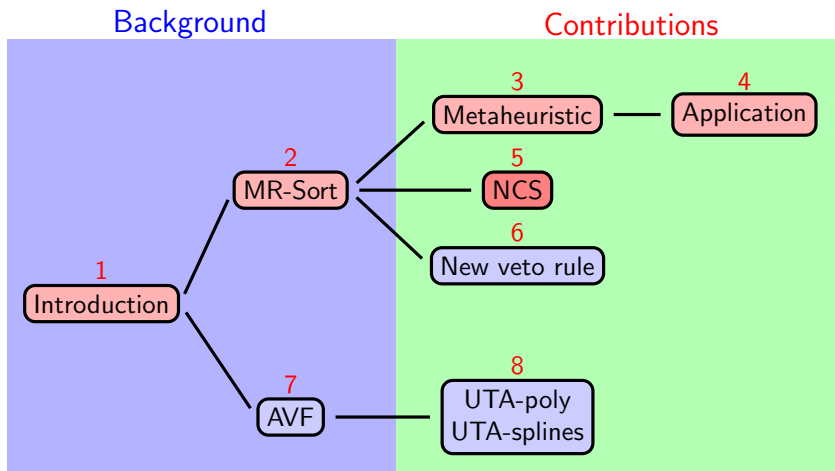 Background
Contributions
1
Introduction
2
MR-Sort
3
Metaheuristic
4
Application
5
NCS
6
New veto rule
7
AVF
8
UTA-poly
UTA-splines